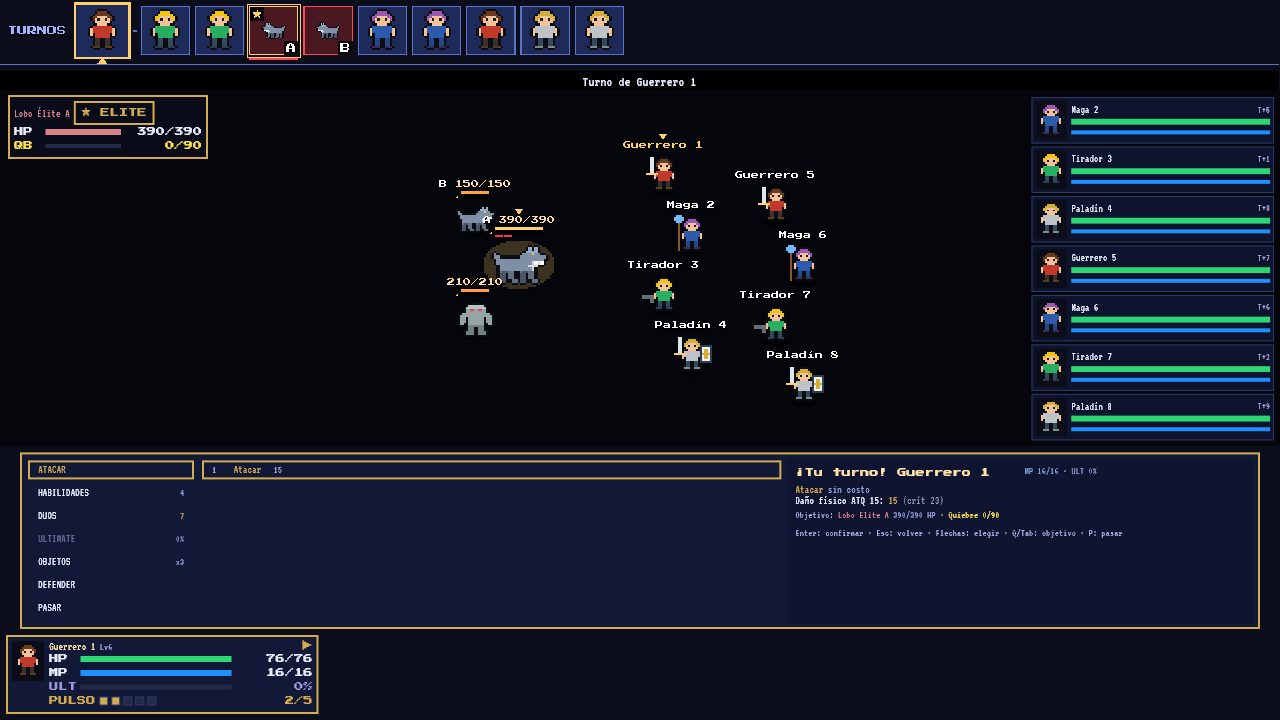 TURNOS
A
B
Turno de Guerrero 1
Lobo Élite A ★ ELITE
HP 390/390
QB 0/90
B 150/150
A 390/390
210/210
Guerrero 1
Guerrero 5
Maga 2
Maga 6
Tirador 3
Tirador 7
Paladín 4
Paladín 8
Maga 2 T+5
Tirador 3 T+1
Paladín 4 T+8
Guerrero 5 T+7
Maga 6 T+6
Tirador 7 T+2
Paladín 8 T+9
ATACAR
HABILIDADES 4
DUOS 7
ULTIMATE 0%
OBJETOS x3
DEFENDER
PASAR
1 Atacar 15
¡Tu turno! Guerrero 1 MP 16/16 · ULT 0%
Atacar sin costo
Daño físico ATQ 15: 15 (crit 23)
Objetivo: Lobo Élite A 390/390 HP · Quiebre 0/90
Enter: confirmar · Esc: volver · Flechas: elegir · Q/Tab: objetivo · P: pasar
Guerrero 1 Lv6
HP 76/76
MP 16/16
ULT 0%
PULSO 2/5